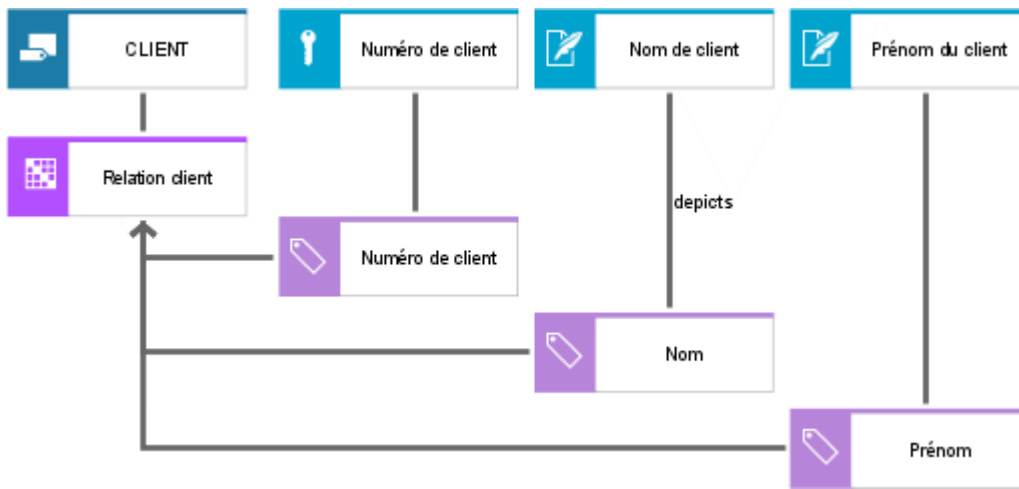 CLIENT
Numéro de client
Nom de client
Prénom du client
Relation client
depicts
Numéro de client
Nom
Prénom